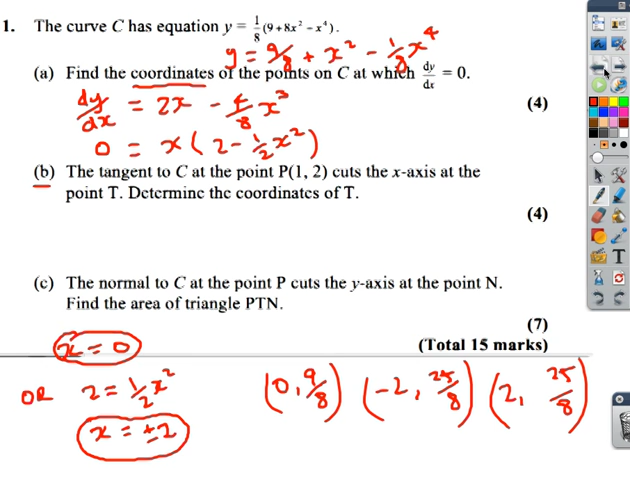 1. The curve C has equation y = 1/8 (9 + 8x² − x⁴).
y = 9/8 + x² − 1/8 x⁴
(a) Find the coordinates of the points on C at which dy/dx = 0.
dy/dx = 2x − 4/8 x³
(4)
0 = x(2 − 1/2 x²)
(b) The tangent to C at the point P(1, 2) cuts the x-axis at the
point T. Determine the coordinates of T.
(4)
(c) The normal to C at the point P cuts the y-axis at the point N.
Find the area of triangle PTN.
(7)
(Total 15 marks)
x = 0
OR 2 = 1/2 x²
x = ±2
(0, 9/8) (−2, 25/8) (2, 25/8)
T